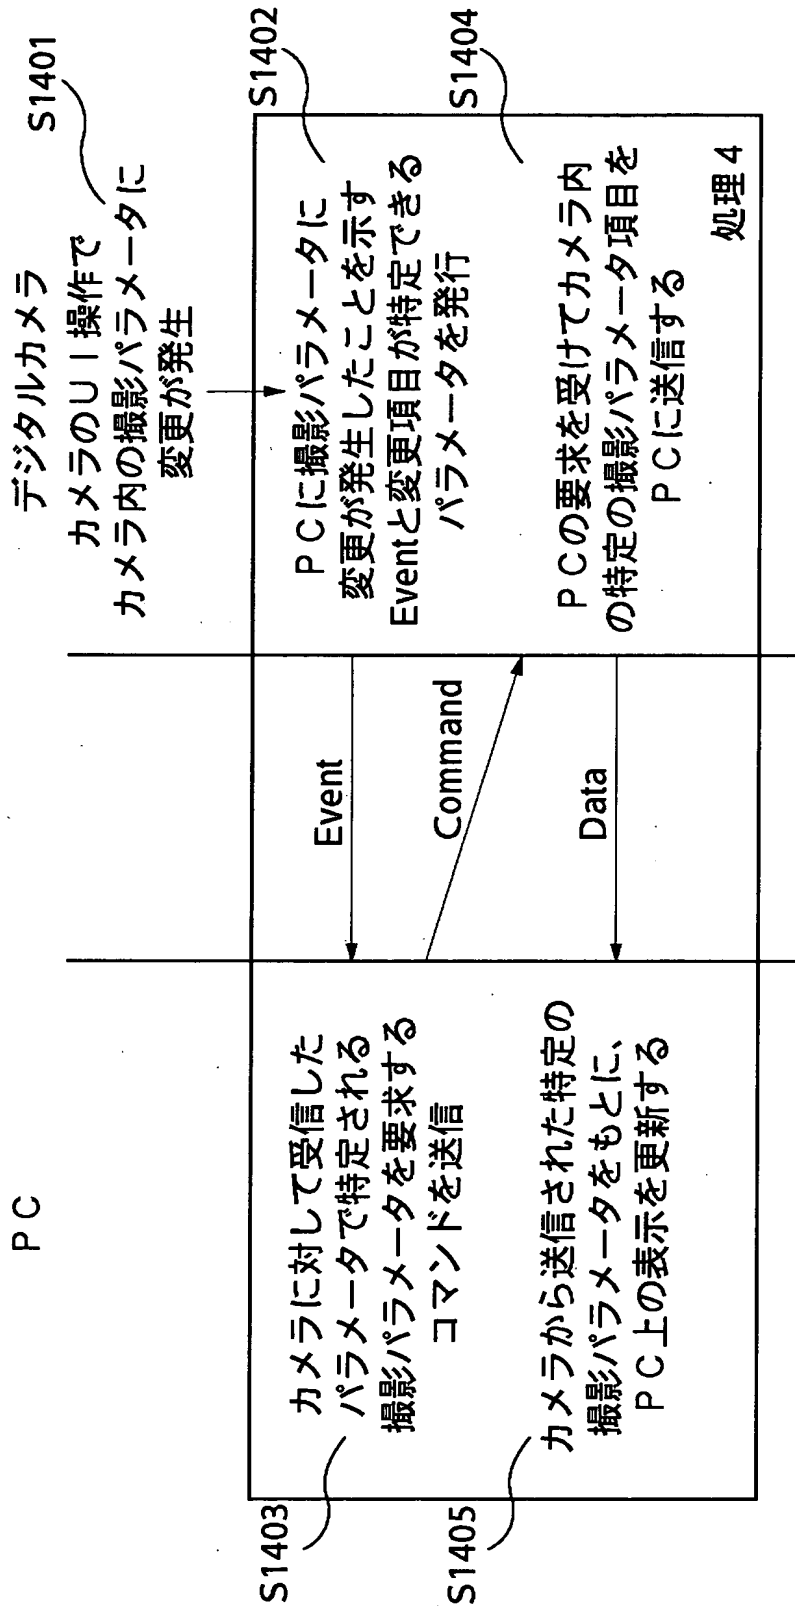 PC
デジタルカメラ
S1401
カメラのUI操作で
カメラ内の撮影パラメータに
変更が発生
S1402
PCに撮影パラメータに
変更が発生したことを示す
Eventと変更項目が特定できる
パラメータを発行
Event
S1403
カメラに対して受信した
パラメータで特定される
撮影パラメータを要求する
コマンドを送信
Command
S1404
PCの要求を受けてカメラ内
の特定の撮影パラメータ項目を
PCに送信する
Data
S1405
カメラから送信された特定の
撮影パラメータをもとに、
PC上の表示を更新する
処理4